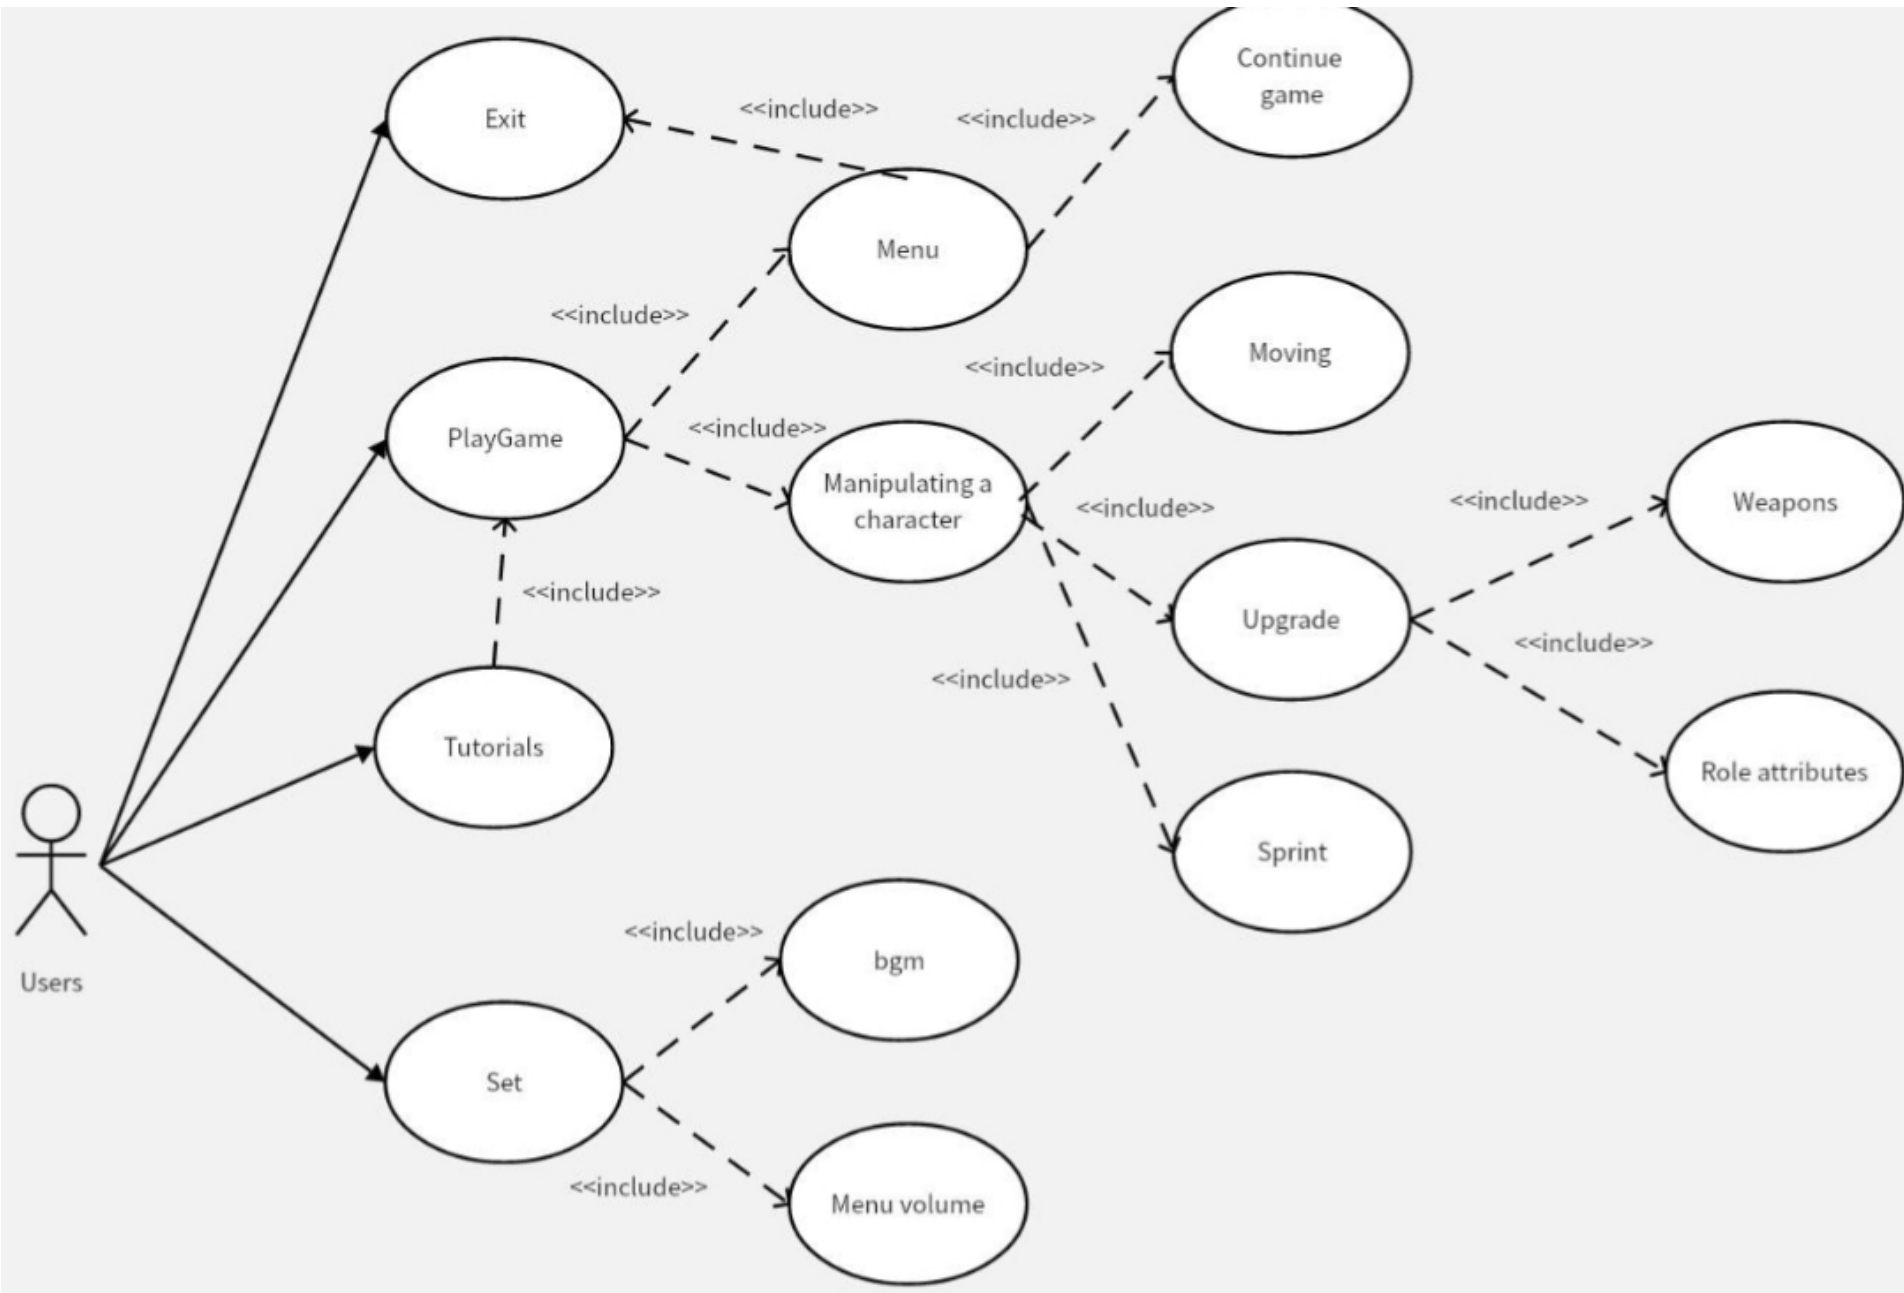 Continue
game
<<include>>
<<include>>
Exit
Menu
<<include>>
Moving
<<include>>
PlayGame
<<include>>
Manipulating a
character
<<include>>
<<include>>
Weapons
<<include>>
Upgrade
<<include>>
<<include>>
Tutorials
Role attributes
Sprint
<<include>>
bgm
Users
Set
<<include>>
Menu volume